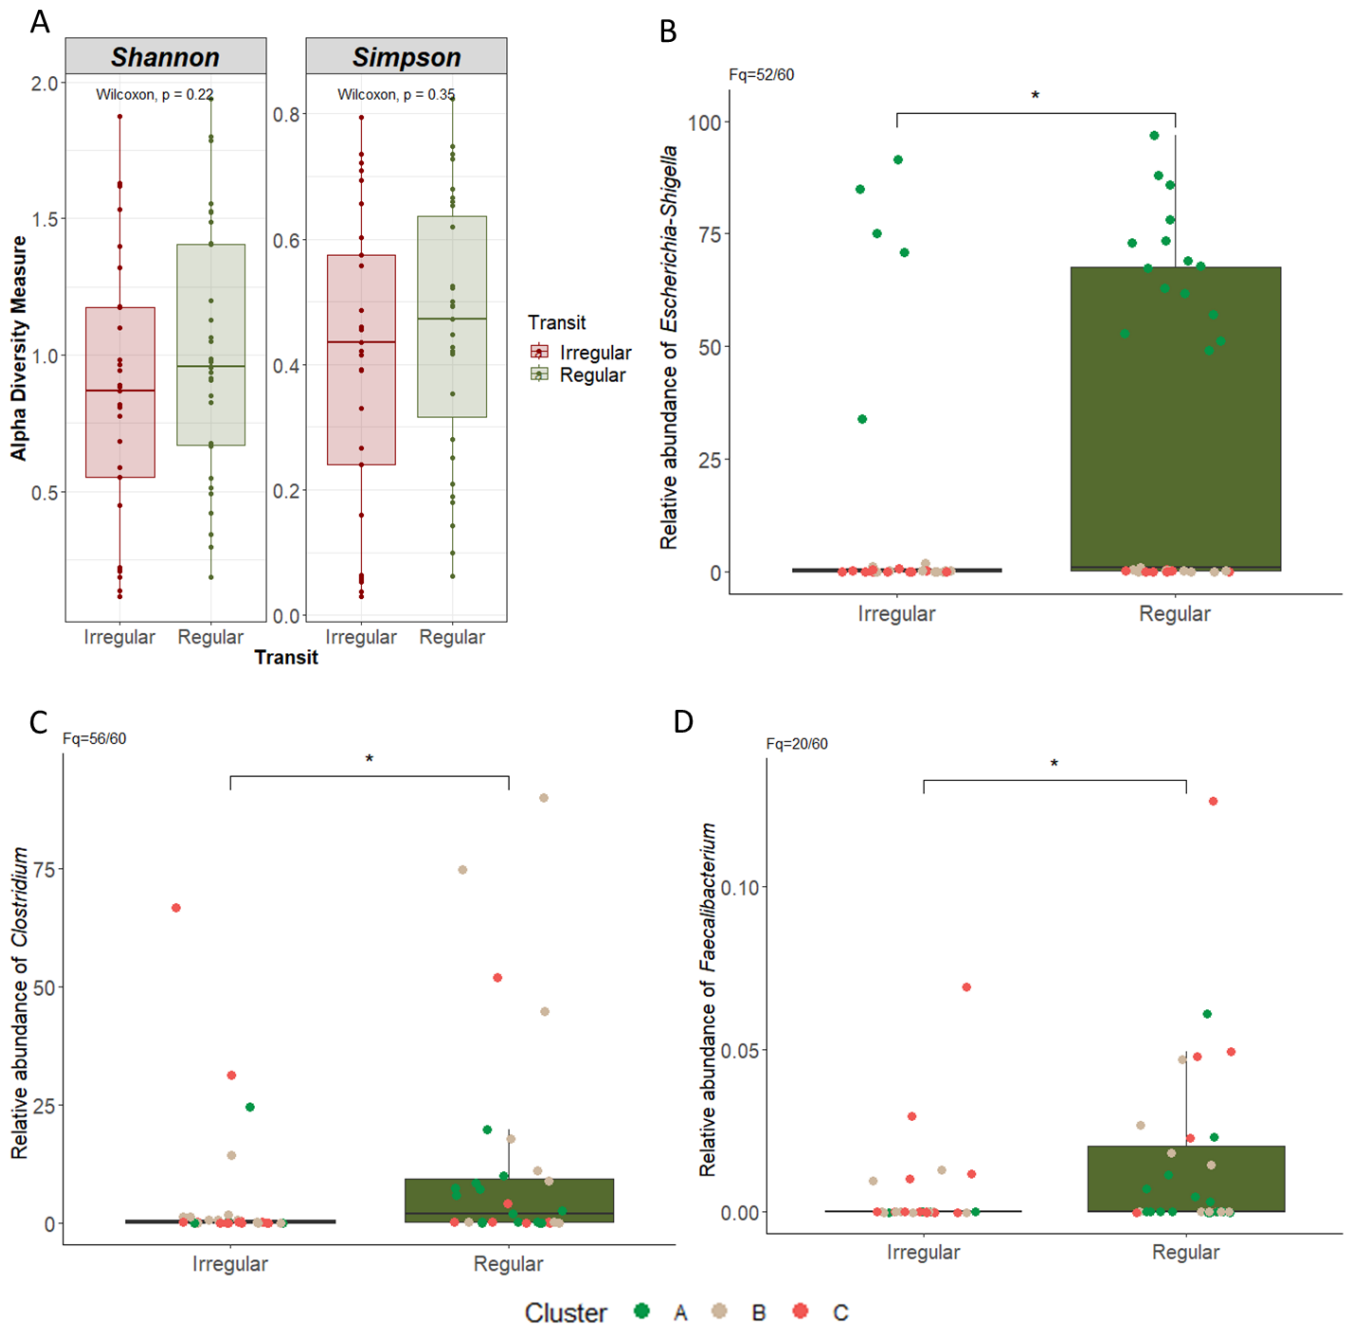 A
Shannon
Simpson
Wilcoxon, p = 0.22
Wilcoxon, p = 0.35
Alpha Diversity Measure
2.0
1.5
1.0
0.5
0.8
0.6
0.4
0.2
0.0
Irregular
Regular
Irregular
Regular
Transit
Transit
Irregular
Regular
B
Fq=52/60
*
Relative abundance of Escherichia-Shigella
100
75
50
25
0
Irregular
Regular
C
Fq=56/60
*
Relative abundance of Clostridium
75
50
25
0
Irregular
Regular
D
Fq=20/60
*
Relative abundance of Faecalibacterium
0.10
0.05
0.00
Irregular
Regular
Cluster A B C